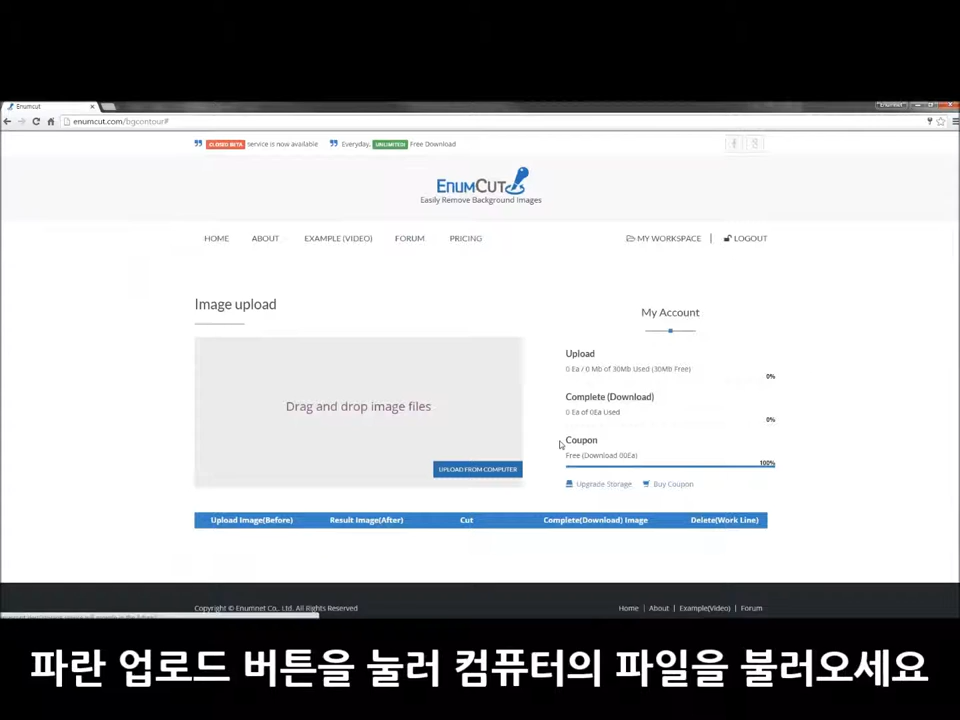 Enumcut
enumcut.com/bgcontour#
CLOSED BETA service is now available Everyday, UNLIMITED! Free Download
ENUMCUT
Easily Remove Background Images
HOME ABOUT EXAMPLE (VIDEO) FORUM PRICING MY WORKSPACE | LOGOUT
Image upload
My Account
Upload
0 Ea / 0 Mb of 30Mb Used (30Mb Free)
0%
Complete (Download)
0 Ea of 0Ea Used
0%
Coupon
Free (Download 00Ea)
100%
Upgrade Storage Buy Coupon
Drag and drop image files
UPLOAD FROM COMPUTER
Upload Image(Before) Result Image(After) Cut Complete(Download) Image Delete(Work Line)
Copyright © Enumnet Co., Ltd. All Rights Reserved
Home | About | Example(Video) | Forum
파란 업로드 버튼을 눌러 컴퓨터의 파일을 불러오세요